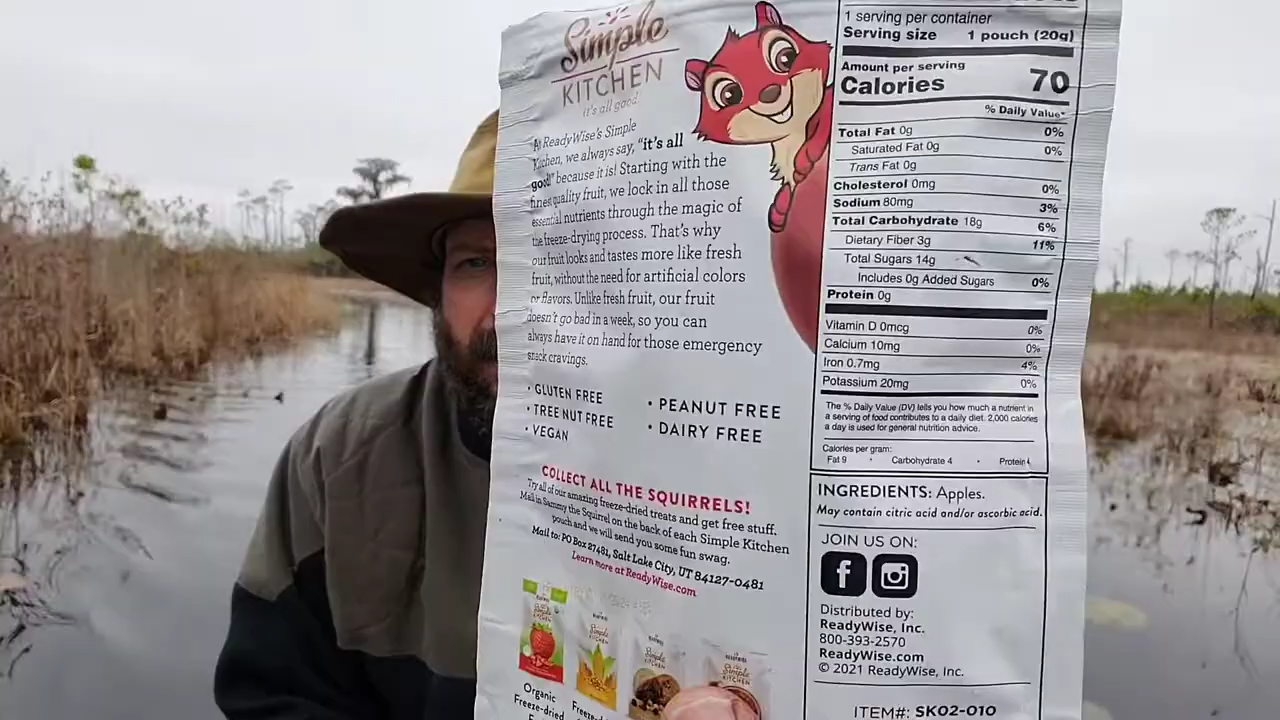 Simple
KITCHEN
it's all good
At ReadyWise's Simple
Kitchen, we always say, "it's all
good" because it is! Starting with the
finest quality fruit, we lock in all those
essential nutrients through the magic of
the freeze-drying process. That's why
our fruit looks and tastes more like fresh
fruit, without the need for artificial colors
or flavors. Unlike fresh fruit, our fruit
doesn't go bad in a week, so you can
always have it on hand for those emergency
snack cravings.
• GLUTEN FREE
• TREE NUT FREE
• VEGAN
• PEANUT FREE
• DAIRY FREE
COLLECT ALL THE SQUIRRELS!
Try all of our amazing freeze-dried treats and get free stuff.
Mail in Sammy the Squirrel on the back of each Simple Kitchen
pouch and we will send you some fun swag.
Mail to: PO Box 27481, Salt Lake City, UT 84127-0481
Learn more at ReadyWise.com
Simple
KITCHEN
Simple
KITCHEN
Simple
KITCHEN
Simple
KITCHEN
Organic
Freeze-dried
1 serving per container
Serving size 1 pouch (20g)
Amount per serving
Calories 70
% Daily Value*
Total Fat 0g 0%
Saturated Fat 0g 0%
Trans Fat 0g
Cholesterol 0mg 0%
Sodium 80mg 3%
Total Carbohydrate 18g 6%
Dietary Fiber 3g 11%
Total Sugars 14g
Includes 0g Added Sugars 0%
Protein 0g
Vitamin D 0mcg 0%
Calcium 10mg 0%
Iron 0.7mg 4%
Potassium 20mg 0%
The % Daily Value (DV) tells you how much a nutrient in
a serving of food contributes to a daily diet. 2,000 calories
a day is used for general nutrition advice.
Calories per gram:
Fat 9 • Carbohydrate 4 • Protein 4
INGREDIENTS: Apples.
May contain citric acid and/or ascorbic acid.
JOIN US ON:
f
Distributed by:
ReadyWise, Inc.
800-393-2570
ReadyWise.com
© 2021 ReadyWise, Inc.
ITEM#: SK02-010